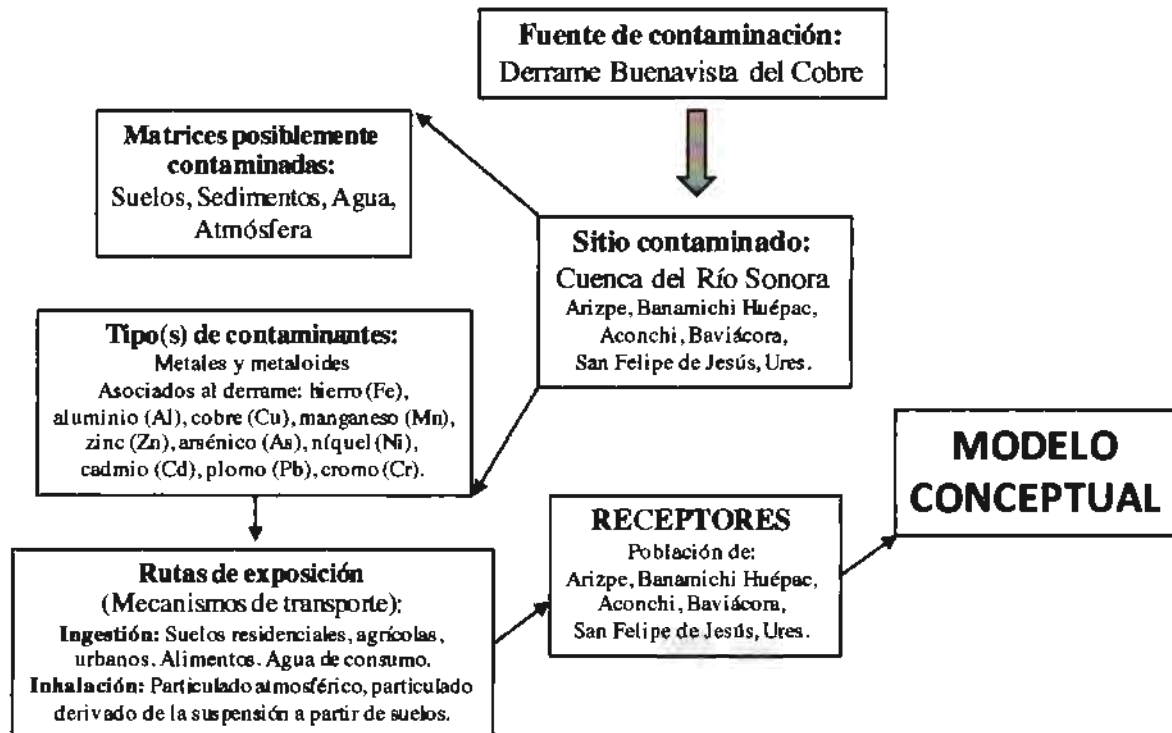 Fuente de contaminación:
Derrame Buenavista del Cobre
Matrices posiblemente
contaminadas:
Suelos, Sedimentos, Agua,
Atmósfera
Sitio contaminado:
Cuenca del Río Sonora
Arizpe, Banamichi Huépac,
Aconchi, Baviácora,
San Felipe de Jesús, Ures.
Tipo(s) de contaminantes:
Metales y metaloides
Asociados al derrame: hierro (Fe),
aluminio (Al), cobre (Cu), manganeso (Mn),
zinc (Zn), arsénico (As), níquel (Ni),
cadmio (Cd), plomo (Pb), cromo (Cr).
Rutas de exposición
(Mecanismos de transporte):
Ingestión: Suelos residenciales, agrícolas,
urbanos. Alimentos. Agua de consumo.
Inhalación: Particulado atmosférico, particulado
derivado de la suspensión a partir de suelos.
RECEPTORES
Población de:
Arizpe, Banamichi Huépac,
Aconchi, Baviácora,
San Felipe de Jesús, Ures.
MODELO
CONCEPTUAL